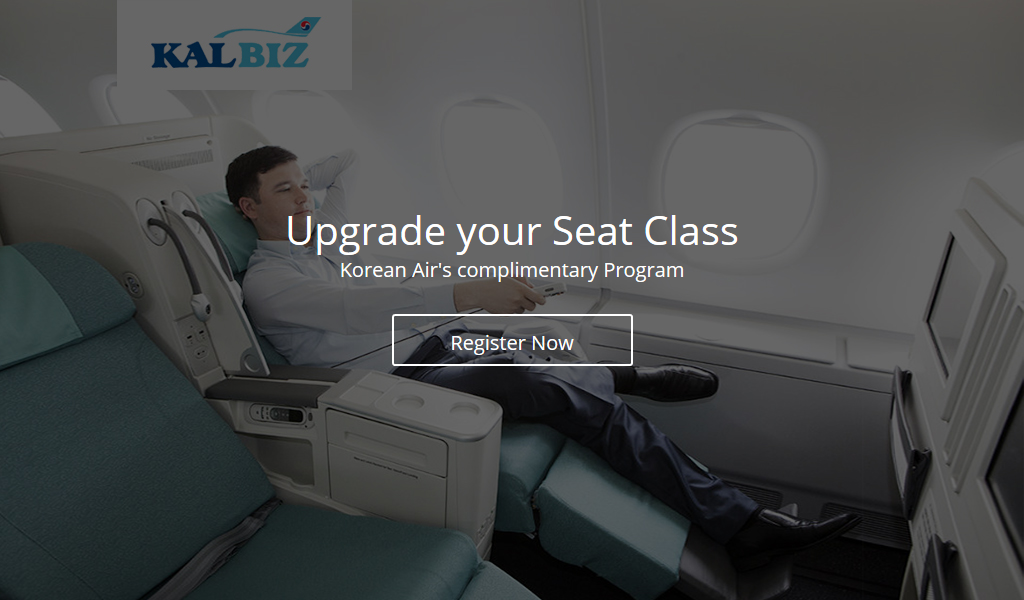 KALBIZ
Upgrade your Seat Class
Korean Air's complimentary Program
Register Now